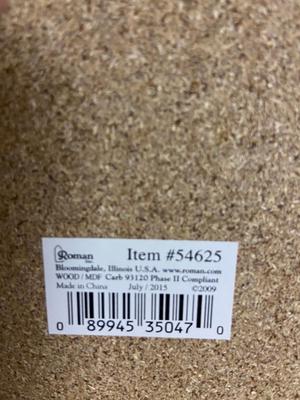 Roman Inc. Item #54625
Bloomingdale, Illinois U.S.A. www.roman.com
WOOD / MDF Carb 93120 Phase II Compliant
Made in China July / 2015 ©2009
0 89945 35047 0